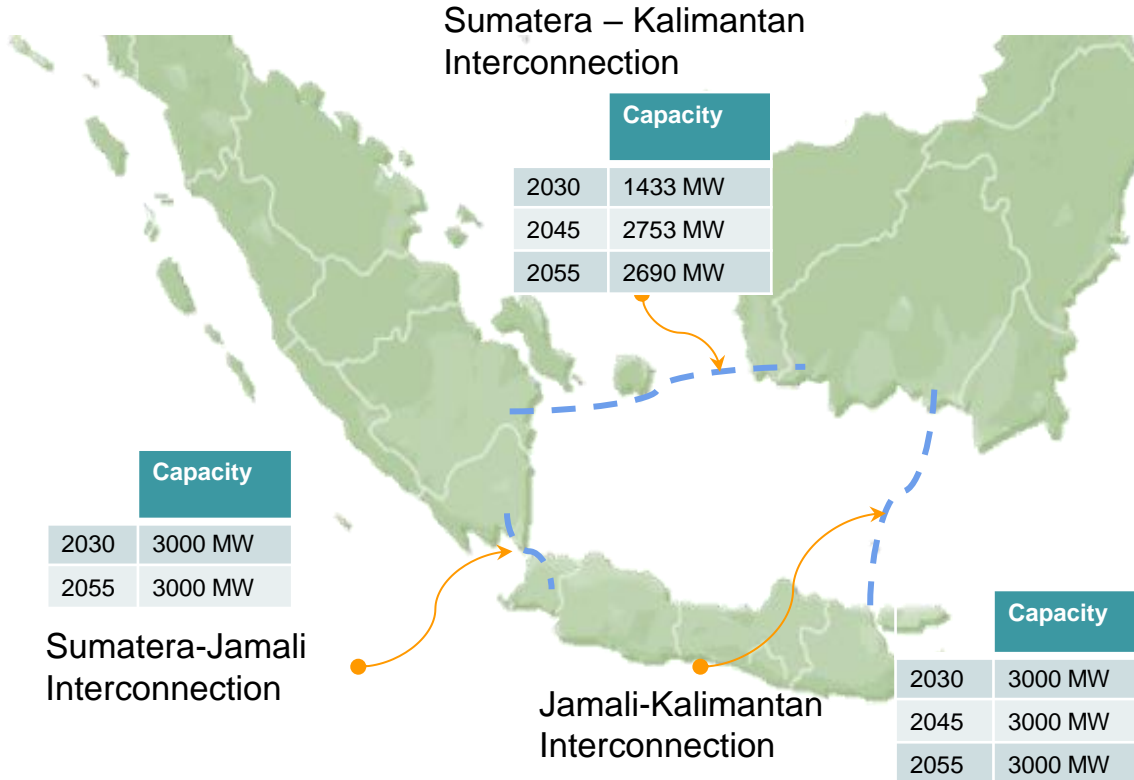 Sumatera – Kalimantan
Interconnection
Capacity
2030 1433 MW
2045 2753 MW
2055 2690 MW
Capacity
2030 3000 MW
2055 3000 MW
Sumatera-Jamali
Interconnection
Jamali-Kalimantan
Interconnection
Capacity
2030 3000 MW
2045 3000 MW
2055 3000 MW